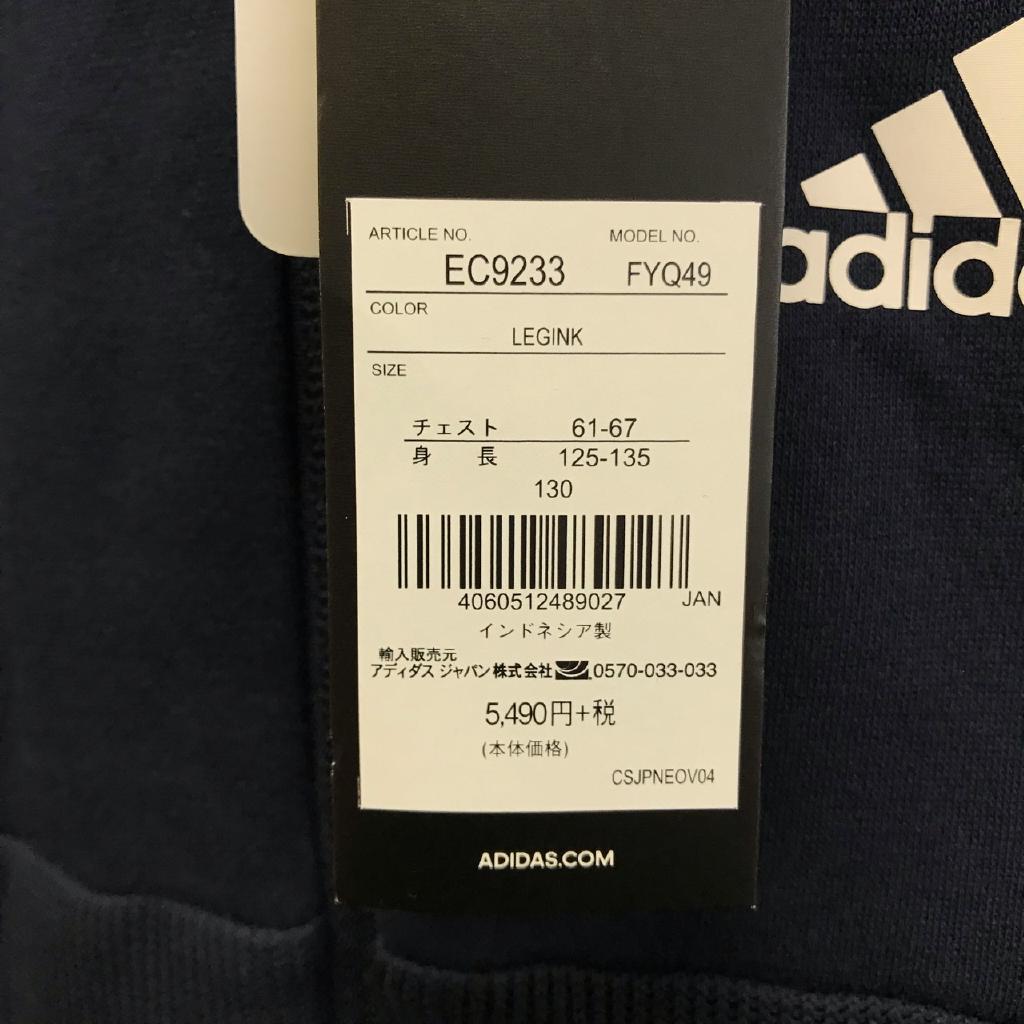 ARTICLE NO. MODEL NO.
EC9233 FYQ49
COLOR
LEGINK
SIZE
チェスト 61-67
身 長 125-135
130
4060512489027 JAN
インドネシア製
輸入販売元
アディダス ジャパン株式会社 0570-033-033
5,490円+税
(本体価格)
CSJPNEOV04
ADIDAS.COM
adid